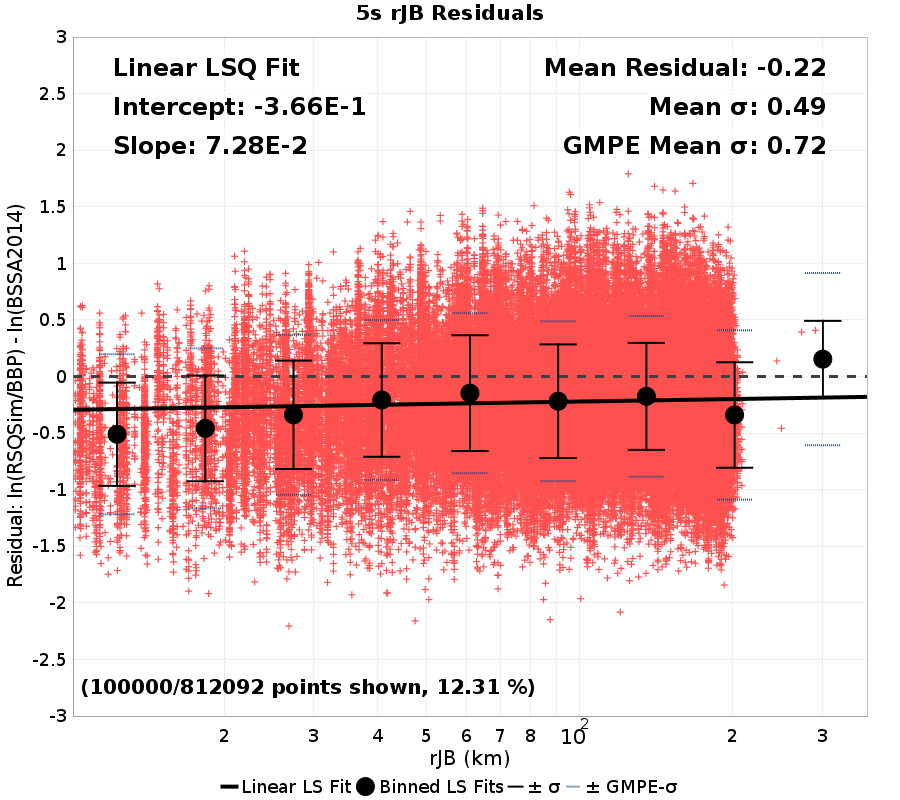 5s rJB Residuals
Linear LSQ Fit
Intercept: -3.66E-1
Slope: 7.28E-2
Mean Residual: -0.22
Mean σ: 0.49
GMPE Mean σ: 0.72
3
2.5
2
1.5
1
0.5
0
-0.5
-1
-1.5
-2
-2.5
-3
Residual: ln(RSQSim/BBP) - ln(BSSA2014)
(100000/812092 points shown, 12.31 %)
2 3 4 5 6 7 8 10² 2 3
rJB (km)
Linear LS Fit Binned LS Fits ± σ ± GMPE-σ